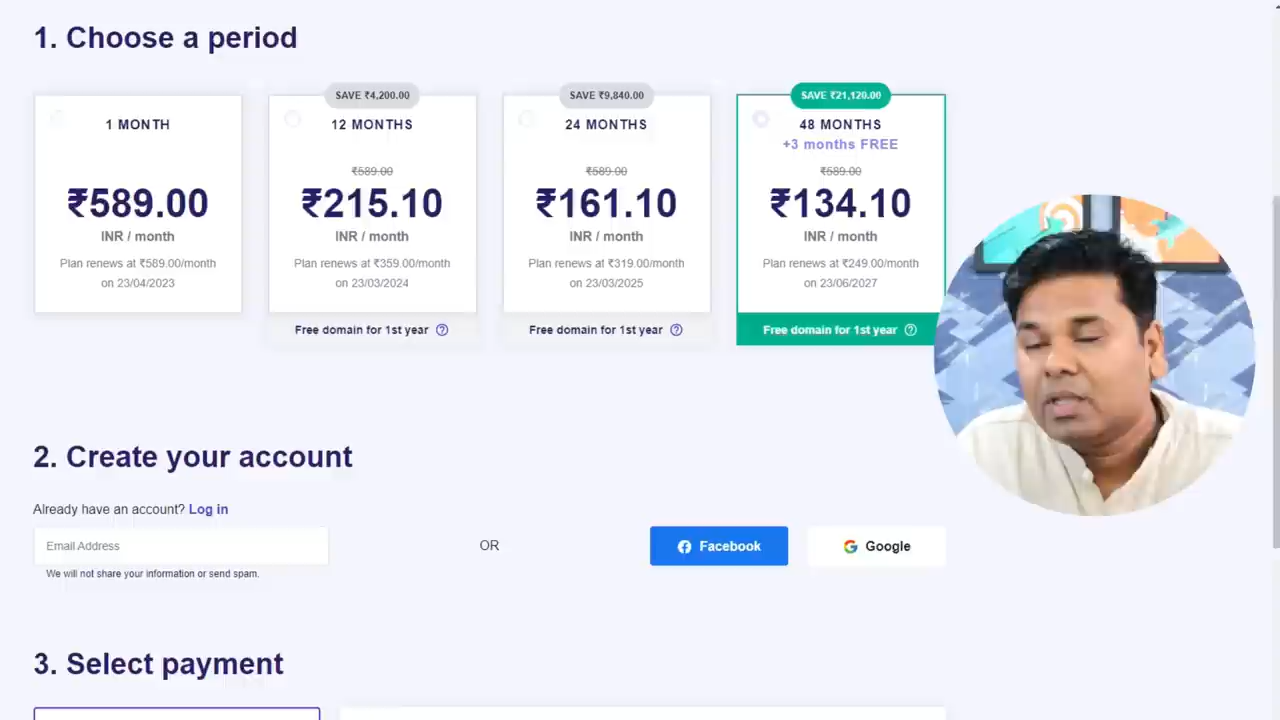 1. Choose a period
SAVE ₹4,200.00
SAVE ₹9,840.00
SAVE ₹21,120.00
1 MONTH
12 MONTHS
24 MONTHS
48 MONTHS
+3 months FREE
₹589.00
₹589.00
₹589.00
₹589.00
₹215.10
₹161.10
₹134.10
INR / month
INR / month
INR / month
INR / month
Plan renews at ₹589.00/month
on 23/04/2023
Plan renews at ₹359.00/month
on 23/03/2024
Plan renews at ₹319.00/month
on 23/03/2025
Plan renews at ₹249.00/month
on 23/06/2027
Free domain for 1st year
Free domain for 1st year
Free domain for 1st year
2. Create your account
Already have an account? Log in
Email Address
OR
Facebook
Google
We will not share your information or send spam.
3. Select payment